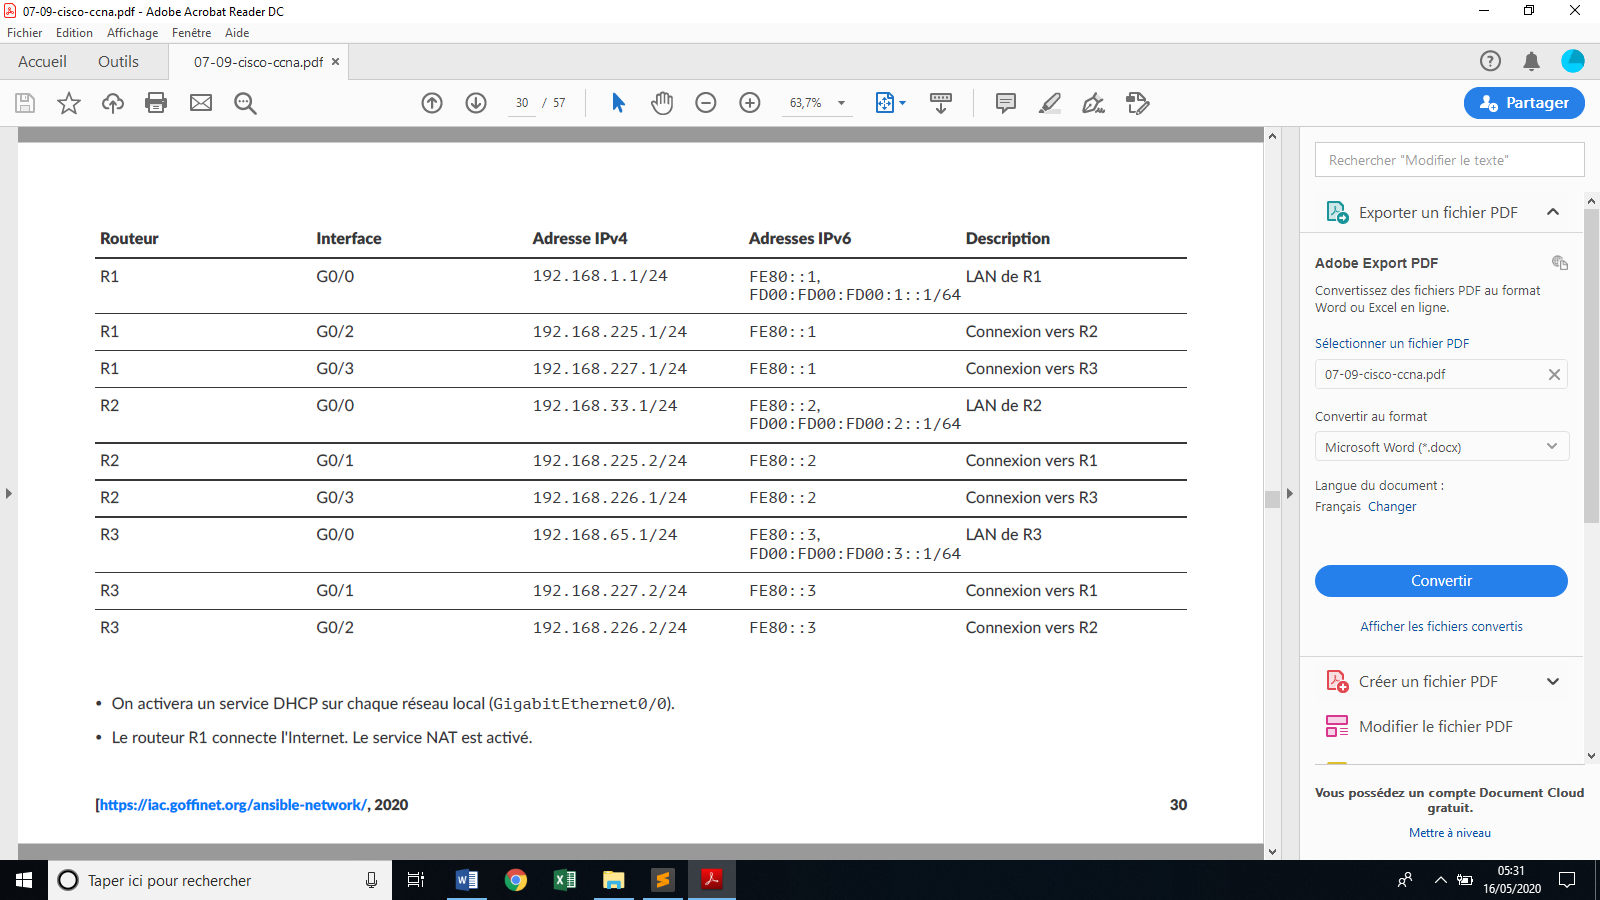 07-09-cisco-ccna.pdf - Adobe Acrobat Reader DC
Fichier Edition Affichage Fenêtre Aide
Accueil Outils 07-09-cisco-ccna.pdf ×
30 / 57 63,7% Partager
Routeur Interface Adresse IPv4 Adresses IPv6 Description
R1 G0/0 192.168.1.1/24 FE80::1, LAN de R1
FD00:FD00:FD00:1::1/64
R1 G0/2 192.168.225.1/24 FE80::1 Connexion vers R2
R1 G0/3 192.168.227.1/24 FE80::1 Connexion vers R3
R2 G0/0 192.168.33.1/24 FE80::2, LAN de R2
FD00:FD00:FD00:2::1/64
R2 G0/1 192.168.225.2/24 FE80::2 Connexion vers R1
R2 G0/3 192.168.226.1/24 FE80::2 Connexion vers R3
R3 G0/0 192.168.65.1/24 FE80::3, LAN de R3
FD00:FD00:FD00:3::1/64
R3 G0/1 192.168.227.2/24 FE80::3 Connexion vers R1
R3 G0/2 192.168.226.2/24 FE80::3 Connexion vers R2
• On activera un service DHCP sur chaque réseau local (GigabitEthernet0/0).
• Le routeur R1 connecte l'Internet. Le service NAT est activé.
[https://iac.goffinet.org/ansible-network/, 2020 30
Rechercher "Modifier le texte"
Exporter un fichier PDF
Adobe Export PDF
Convertissez des fichiers PDF au format
Word ou Excel en ligne.
Sélectionner un fichier PDF
07-09-cisco-ccna.pdf
Convertir au format
Microsoft Word (*.docx)
Langue du document :
Français Changer
Convertir
Afficher les fichiers convertis
Créer un fichier PDF
Modifier le fichier PDF
Vous possédez un compte Document Cloud
gratuit.
Mettre à niveau
Taper ici pour rechercher
05:31
16/05/2020